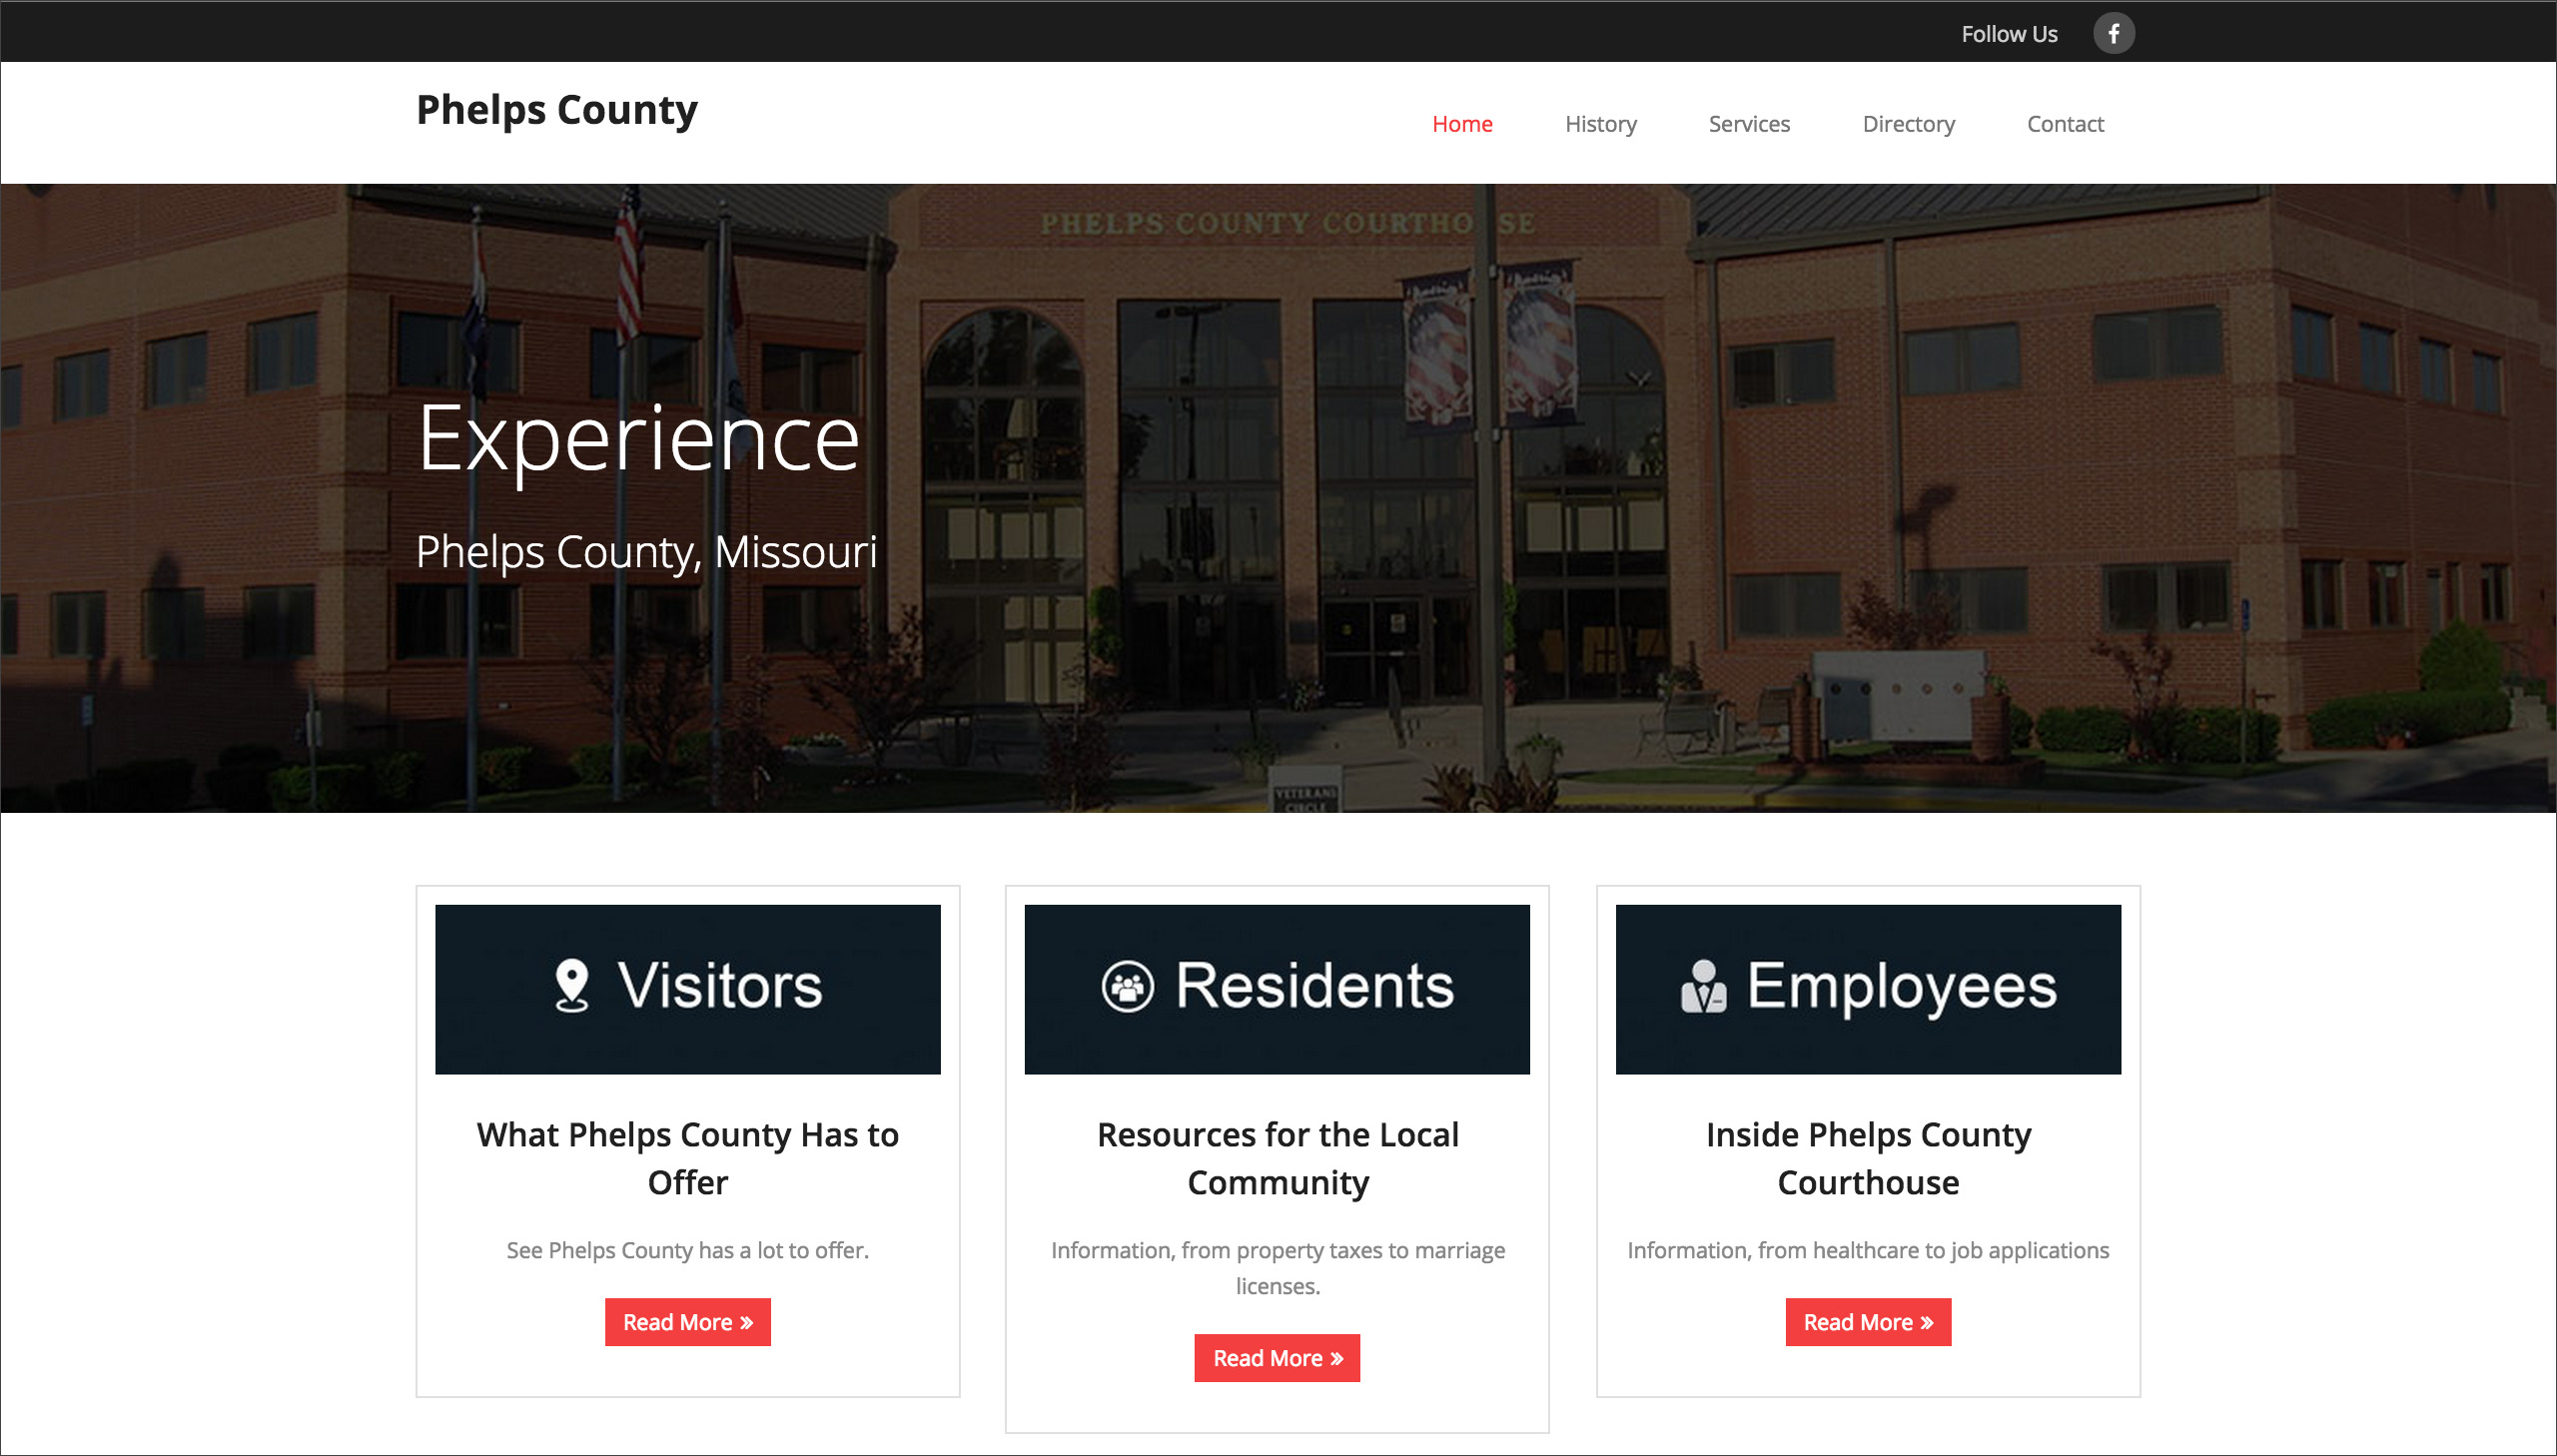 Follow Us
Phelps County
Home
History
Services
Directory
Contact
PHELPS COUNTY COURTHO SE
Experience
Phelps County, Missouri
VETERANS
CIRCLE
Visitors
What Phelps County Has to
Offer
See Phelps County has a lot to offer.
Read More »
Residents
Resources for the Local
Community
Information, from property taxes to marriage
licenses.
Read More »
Employees
Inside Phelps County
Courthouse
Information, from healthcare to job applications
Read More »